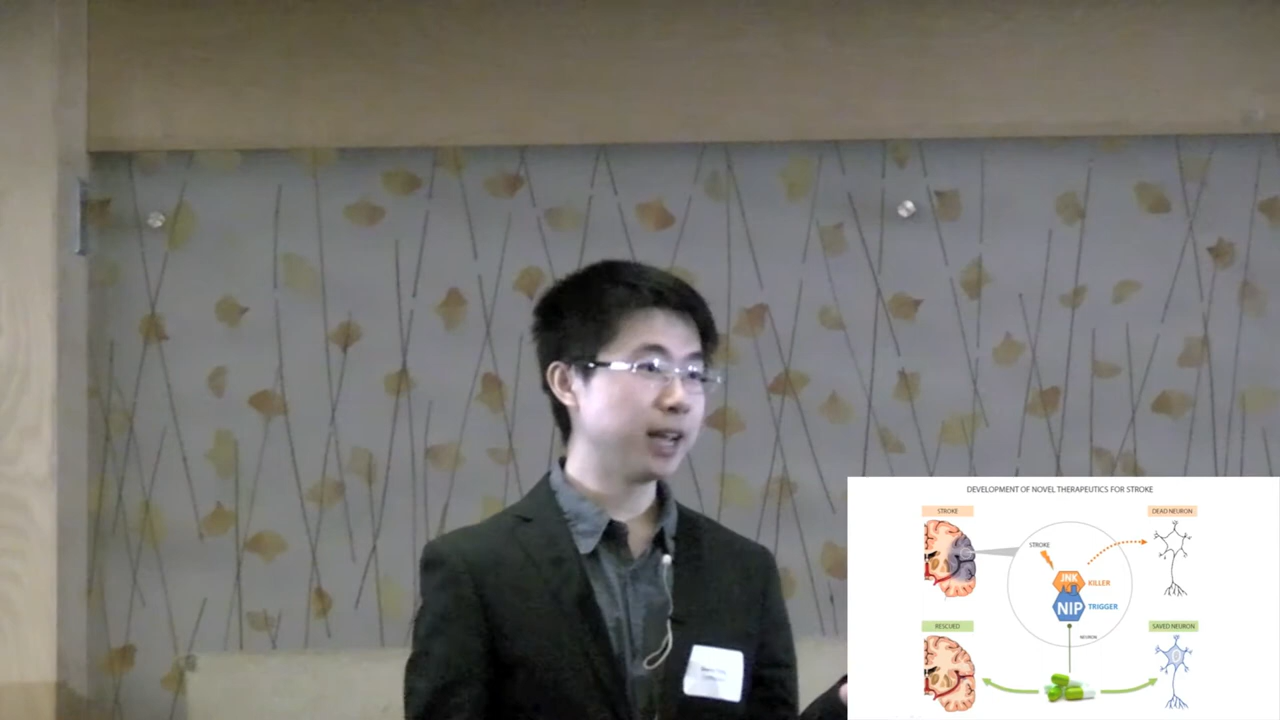 DEVELOPMENT OF NOVEL THERAPEUTICS FOR STROKE
STROKE
DEAD NEURON
STROKE
JNK
KILLER
NIP
TRIGGER
RESCUED
NEURON
SAVED NEURON